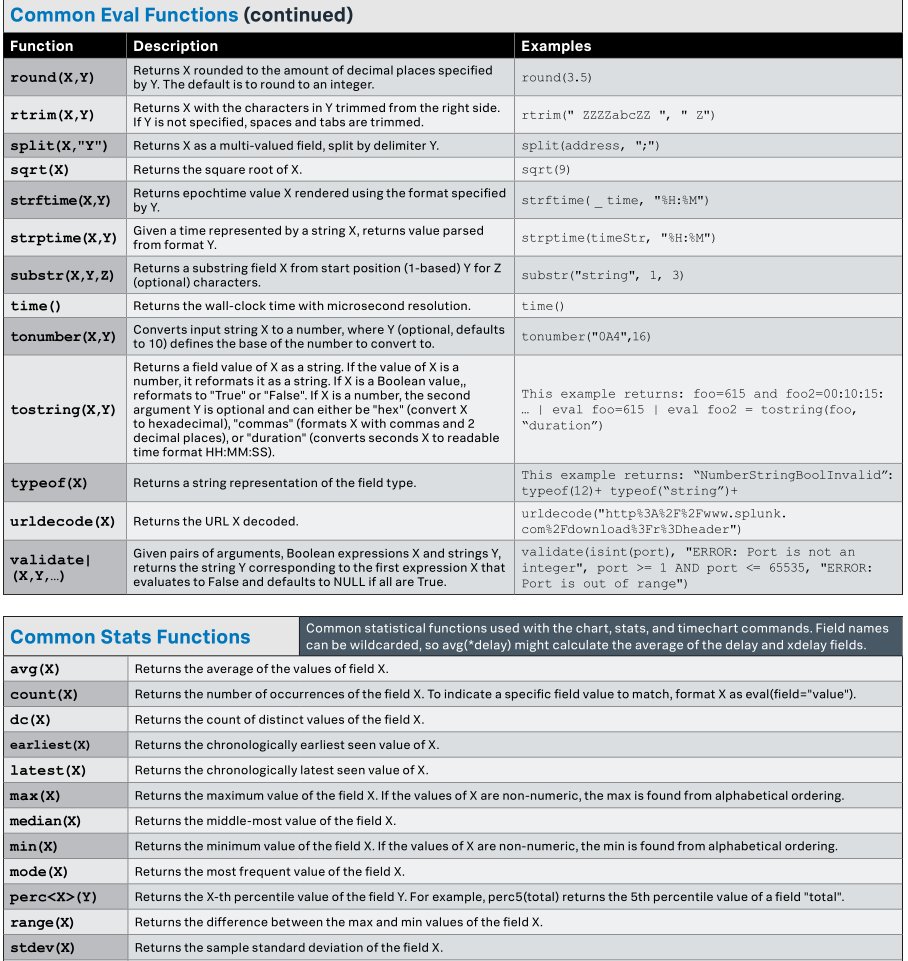 Common Eval Functions (continued)
Function Description Examples
round(X,Y) Returns X rounded to the amount of decimal places specified
by Y. The default is to round to an integer. round(3.5)
rtrim(X,Y) Returns X with the characters in Y trimmed from the right side.
If Y is not specified, spaces and tabs are trimmed. rtrim(" ZZZZabcZZ ", " Z")
split(X,"Y") Returns X as a multi-valued field, split by delimiter Y. split(address, ";")
sqrt(X) Returns the square root of X. sqrt(9)
strftime(X,Y) Returns epochtime value X rendered using the format specified
by Y. strftime( _ time, "%H:%M")
strptime(X,Y) Given a time represented by a string X, returns value parsed
from format Y. strptime(timeStr, "%H:%M")
substr(X,Y,Z) Returns a substring field X from start position (1-based) Y for Z
(optional) characters. substr("string", 1, 3)
time() Returns the wall-clock time with microsecond resolution. time()
tonumber(X,Y) Converts input string X to a number, where Y (optional, defaults
to 10) defines the base of the number to convert to. tonumber("0A4",16)
tostring(X,Y) Returns a field value of X as a string. If the value of X is a
number, it reformats it as a string. If X is a Boolean value,,
reformats to "True" or "False". If X is a number, the second
argument Y is optional and can either be "hex" (convert X
to hexadecimal), "commas" (formats X with commas and 2
decimal places), or "duration" (converts seconds X to readable
time format HH:MM:SS).
This example returns: foo=615 and foo2=00:10:15:
… | eval foo=615 | eval foo2 = tostring(foo,
“duration”)
typeof(X) Returns a string representation of the field type.
This example returns: “NumberStringBoolInvalid”:
typeof(12)+ typeof(“string”)+
urldecode(X) Returns the URL X decoded.
urldecode("http%3A%2F%2Fwww.splunk.
com%2Fdownload%3Fr%3Dheader")
validate|
(X,Y,…)
Given pairs of arguments, Boolean expressions X and strings Y,
returns the string Y corresponding to the first expression X that
evaluates to False and defaults to NULL if all are True.
validate(isint(port), "ERROR: Port is not an
integer", port >= 1 AND port <= 65535, "ERROR:
Port is out of range")
Common Stats Functions
Common statistical functions used with the chart, stats, and timechart commands. Field names
can be wildcarded, so avg(*delay) might calculate the average of the delay and xdelay fields.
avg(X) Returns the average of the values of field X.
count(X) Returns the number of occurrences of the field X. To indicate a specific field value to match, format X as eval(field="value").
dc(X) Returns the count of distinct values of the field X.
earliest(X) Returns the chronologically earliest seen value of X.
latest(X) Returns the chronologically latest seen value of X.
max(X) Returns the maximum value of the field X. If the values of X are non-numeric, the max is found from alphabetical ordering.
median(X) Returns the middle-most value of the field X.
min(X) Returns the minimum value of the field X. If the values of X are non-numeric, the min is found from alphabetical ordering.
mode(X) Returns the most frequent value of the field X.
perc<X>(Y) Returns the X-th percentile value of the field Y. For example, perc5(total) returns the 5th percentile value of a field "total".
range(X) Returns the difference between the max and min values of the field X.
stdev(X) Returns the sample standard deviation of the field X.